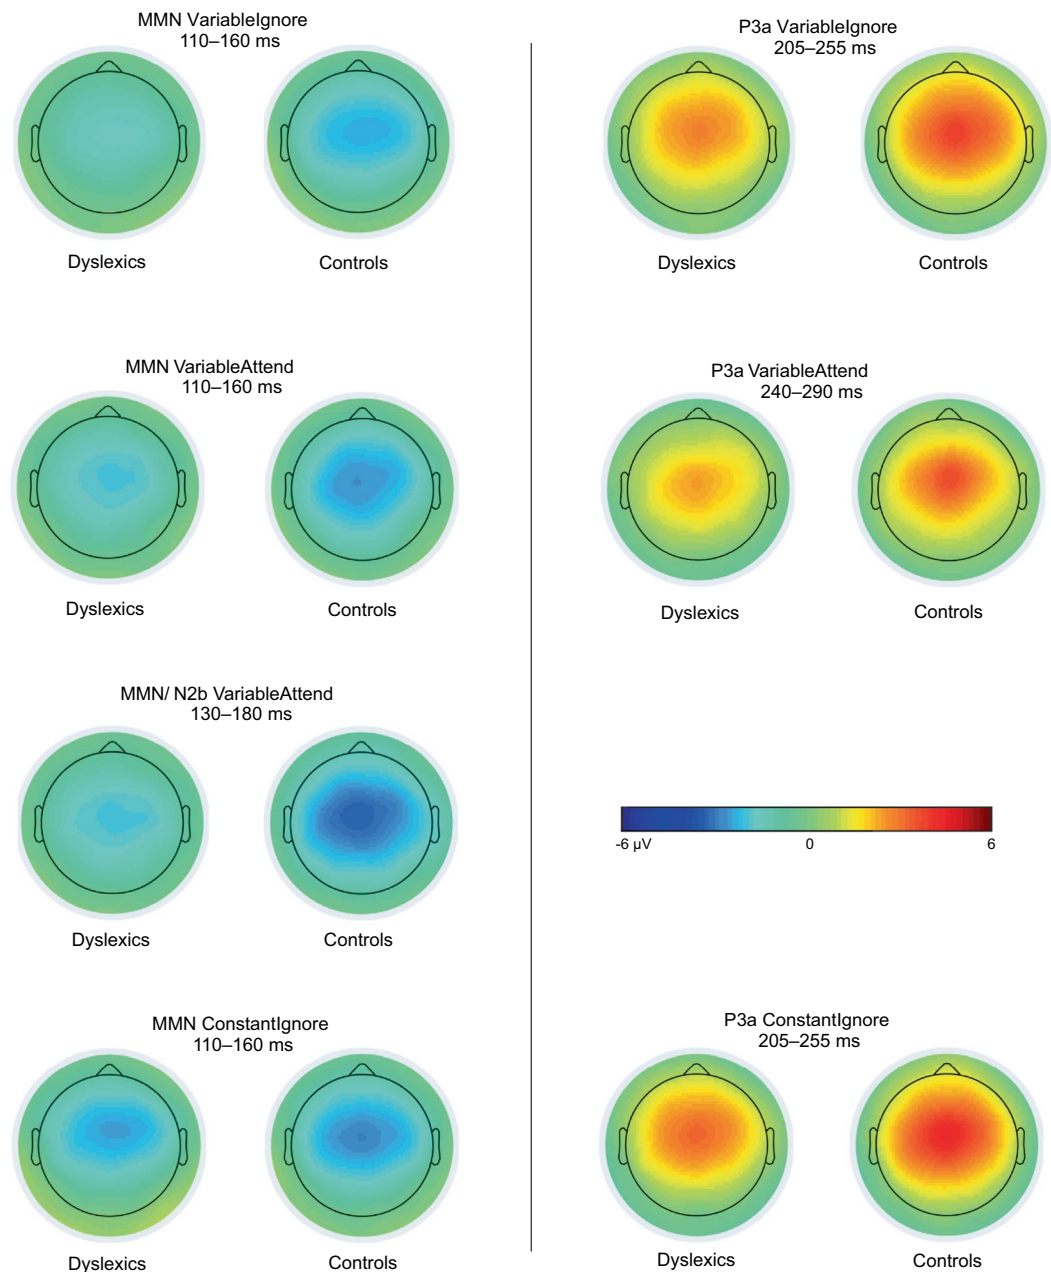 MMN VariableIgnore
110–160 ms
Dyslexics
Controls
P3a VariableIgnore
205–255 ms
Dyslexics
Controls
MMN VariableAttend
110–160 ms
Dyslexics
Controls
P3a VariableAttend
240–290 ms
Dyslexics
Controls
MMN/ N2b VariableAttend
130–180 ms
Dyslexics
Controls
-6 µV
0
6
MMN ConstantIgnore
110–160 ms
Dyslexics
Controls
P3a ConstantIgnore
205–255 ms
Dyslexics
Controls